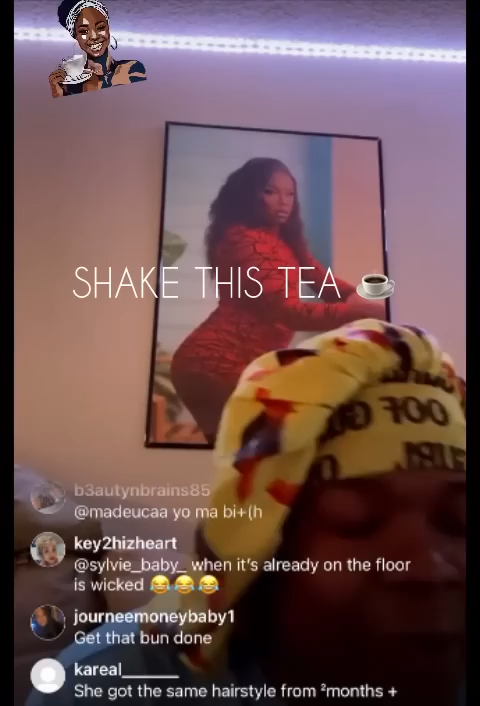 SHAKE THIS TEA ☕
b3autynbrains85
@madeucaa yo ma bi+(h
key2hizheart
@sylvie_baby_ when it's already on the floor
is wicked 😂😂😂
journeemoneybaby1
Get that bun done
kareal______
She got the same hairstyle from ²months +